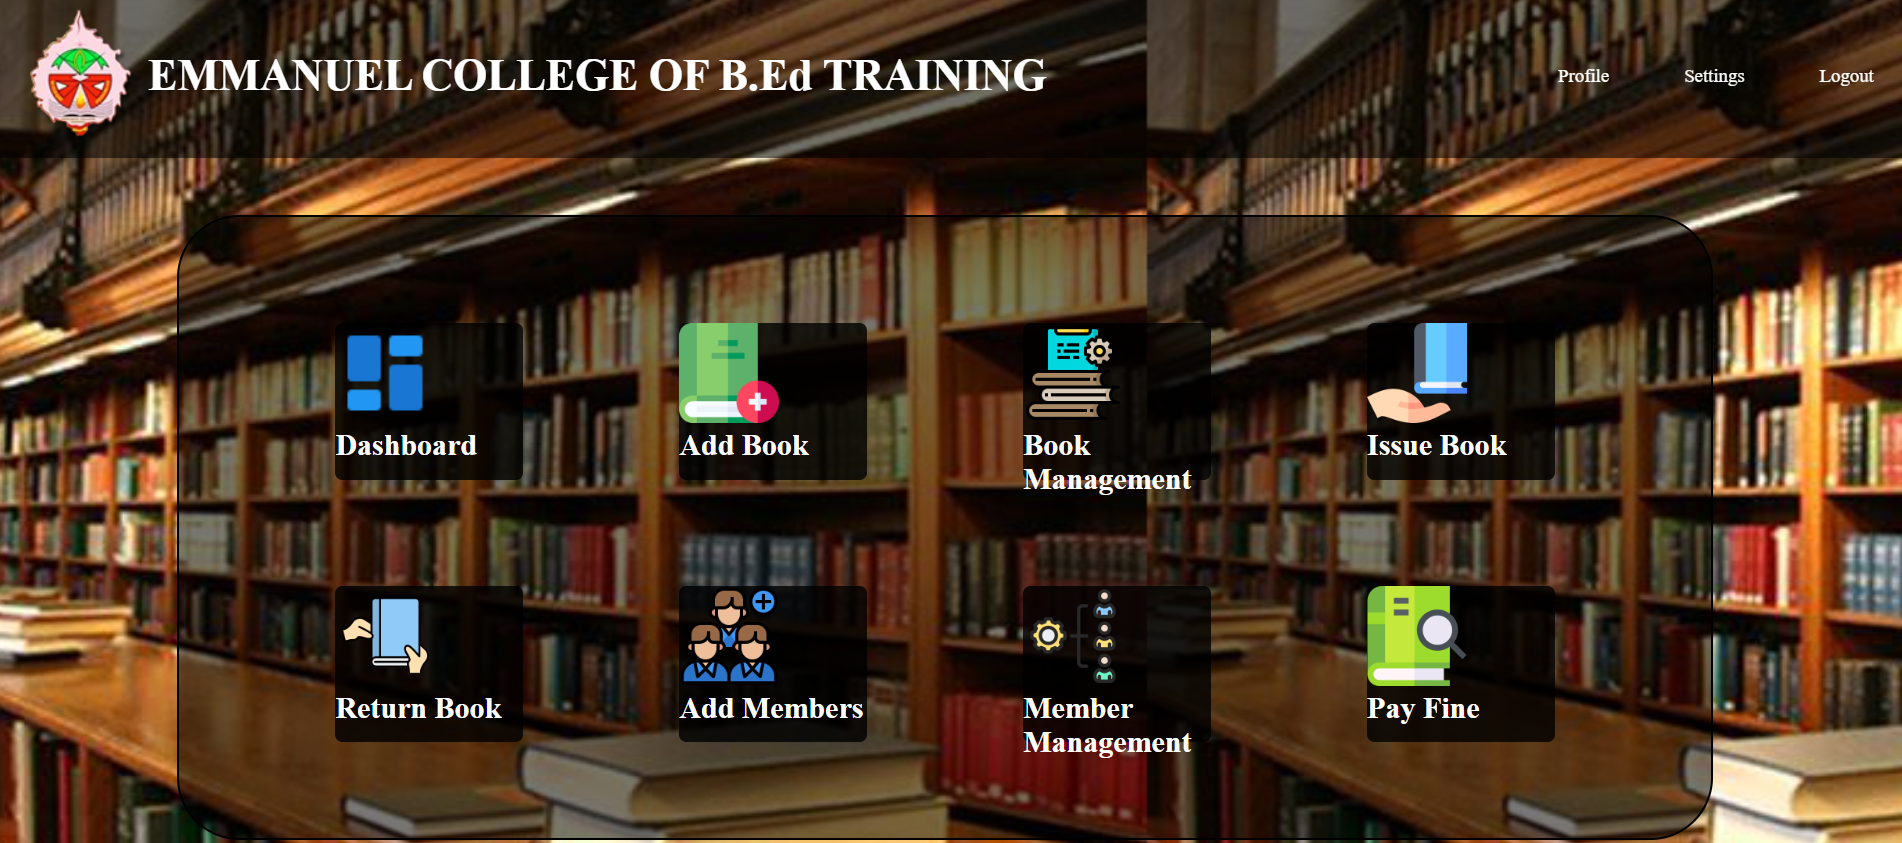 EMMANUEL COLLEGE OF B.Ed TRAINING
Profile
Settings
Logout
Dashboard
Add Book
Book
Management
Issue Book
Return Book
Add Members
Member
Management
Pay Fine